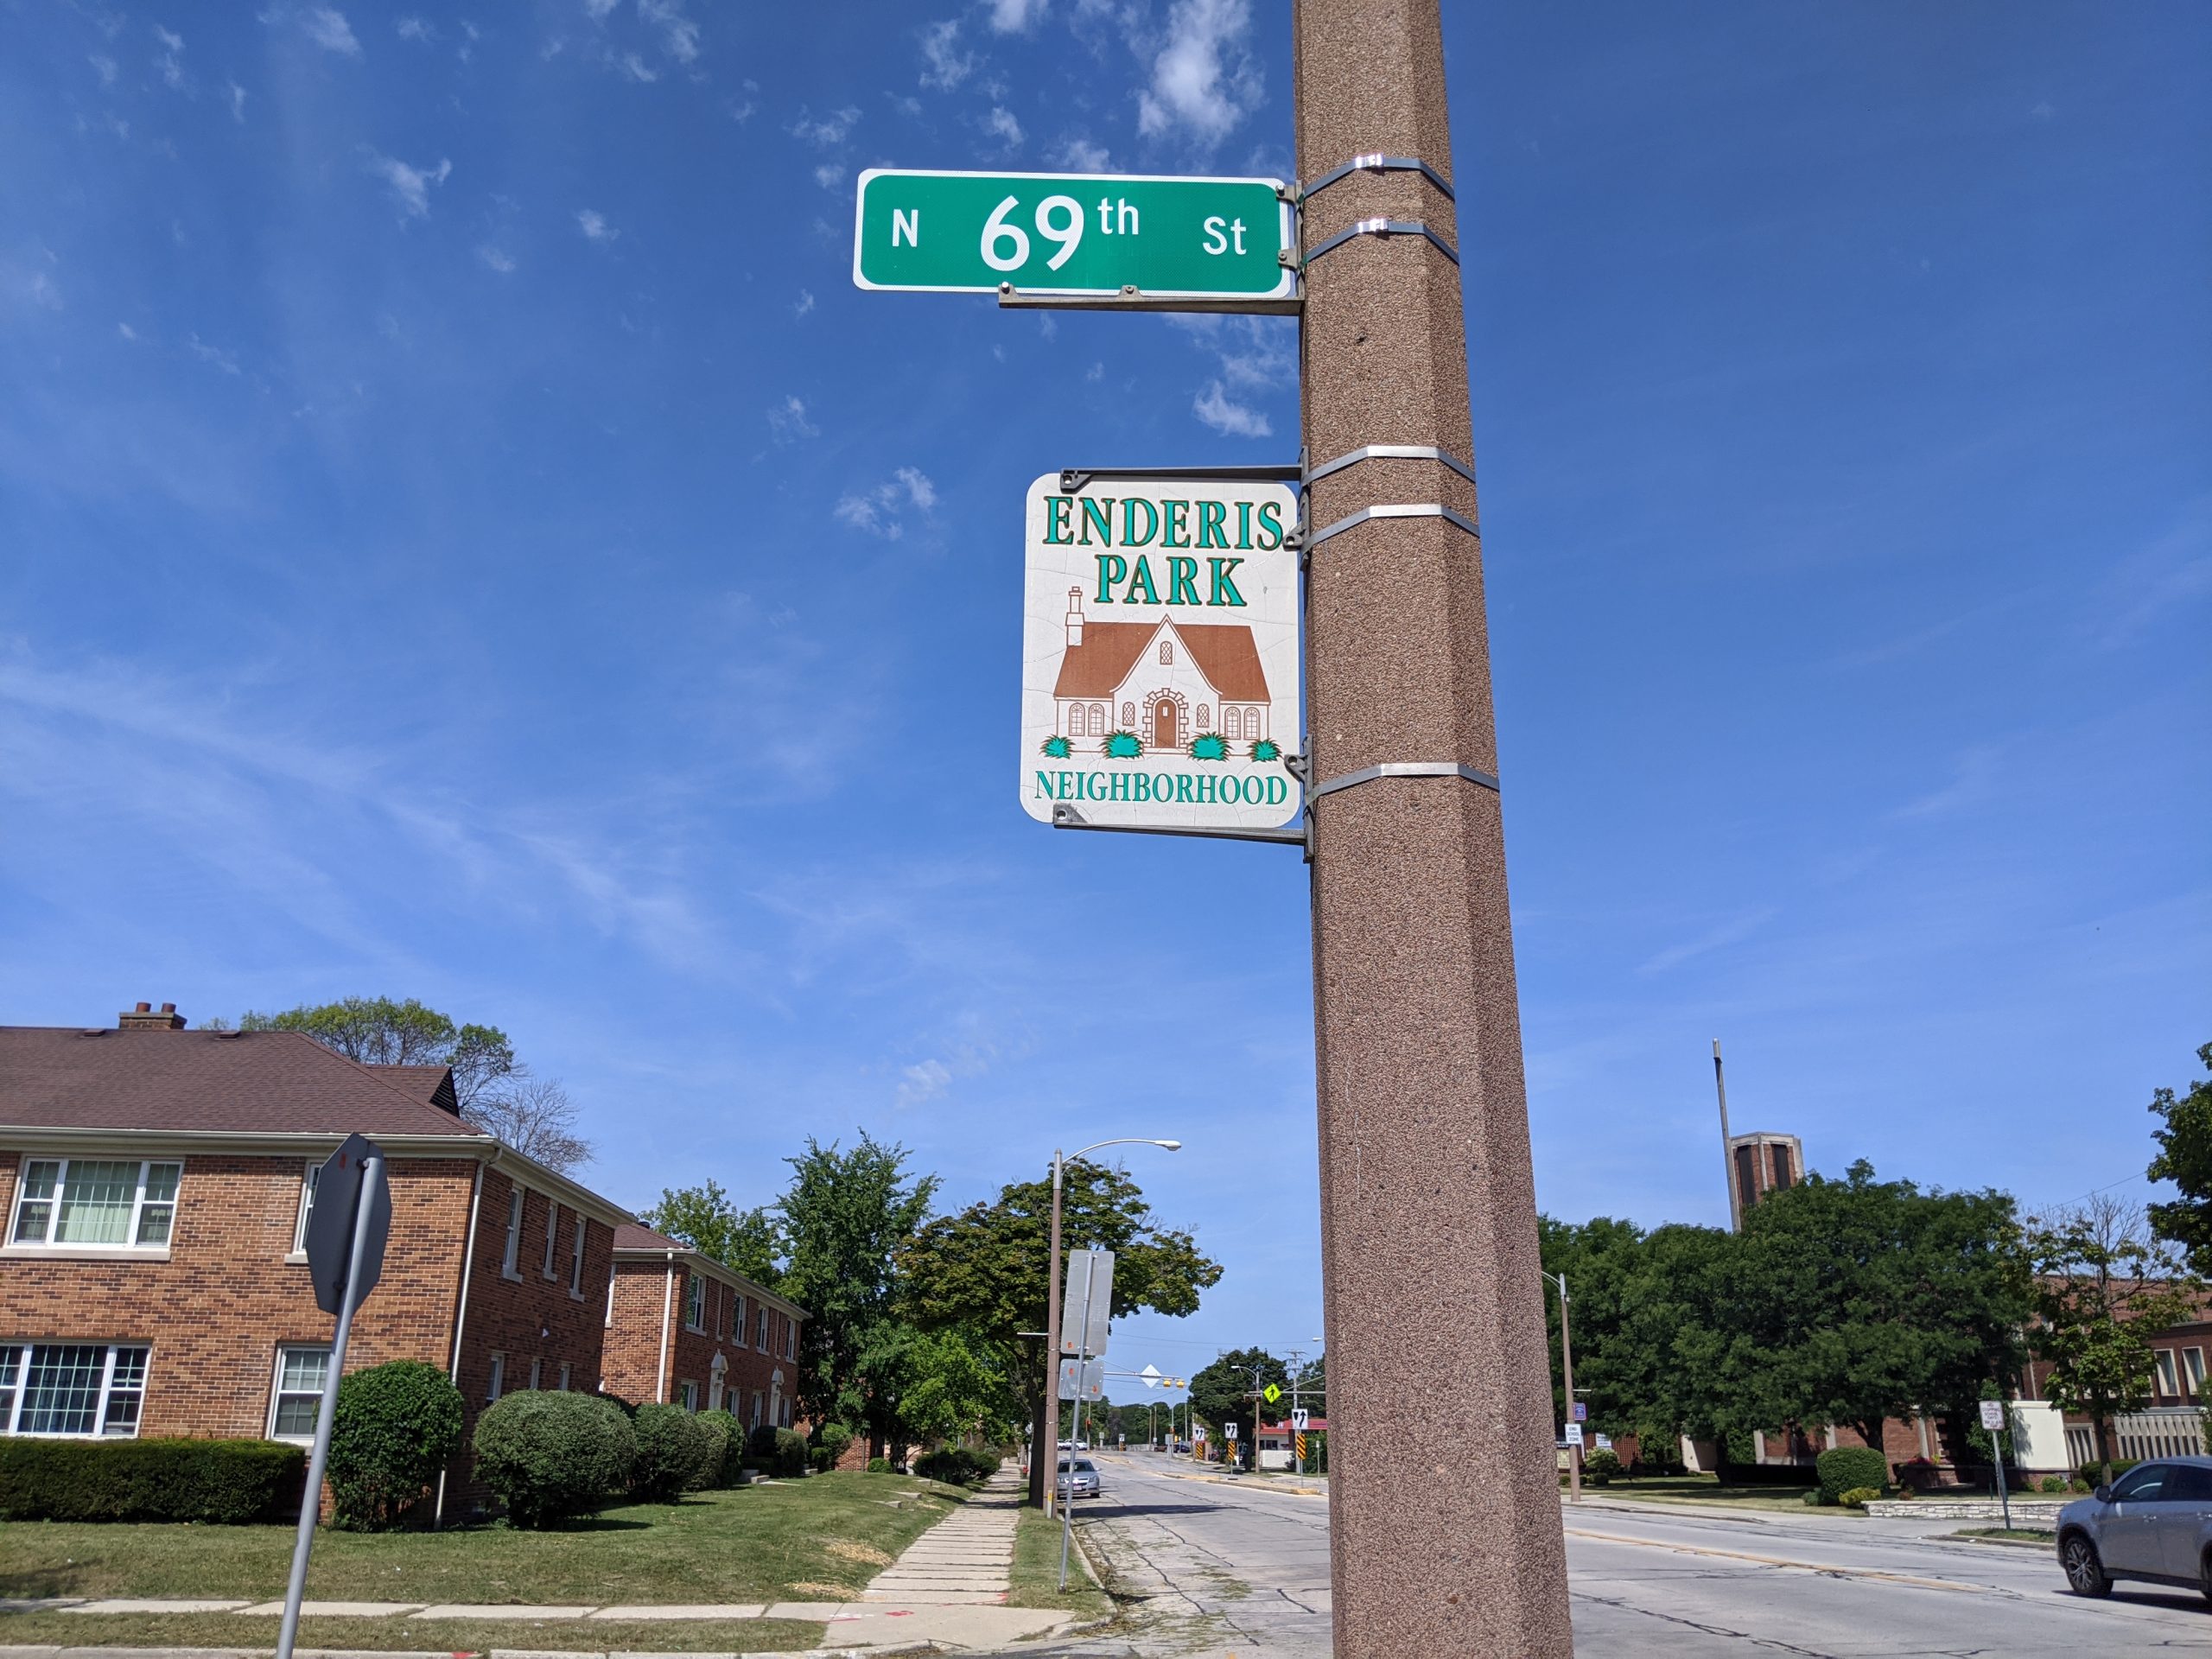 N 69th St
ENDERIS
PARK
NEIGHBORHOOD